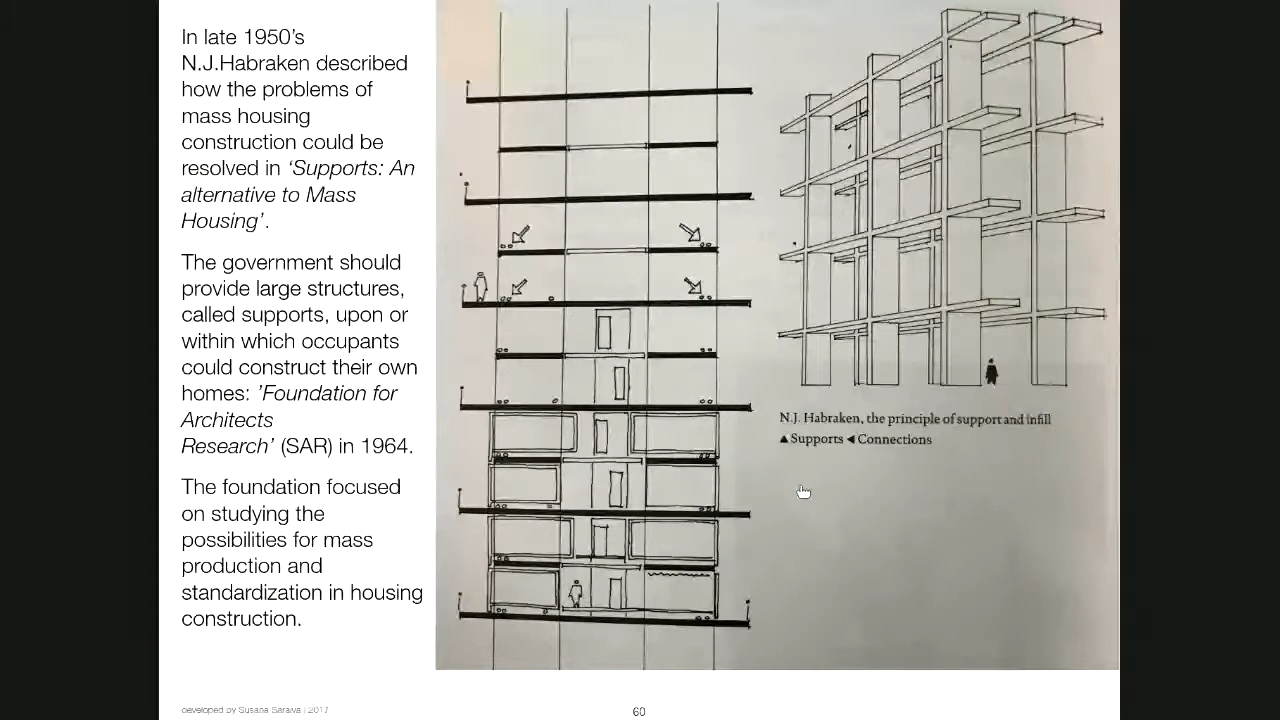 In late 1950’s
N.J.Habraken described
how the problems of
mass housing
construction could be
resolved in ‘Supports: An
alternative to Mass
Housing’.
The government should
provide large structures,
called supports, upon or
within which occupants
could construct their own
homes: ’Foundation for
Architects
Research’ (SAR) in 1964.
The foundation focused
on studying the
possibilities for mass
production and
standardization in housing
construction.
N.J. Habraken, the principle of support and infill
▲Supports ◀Connections
developed by Susana Saraiva | 2017
60